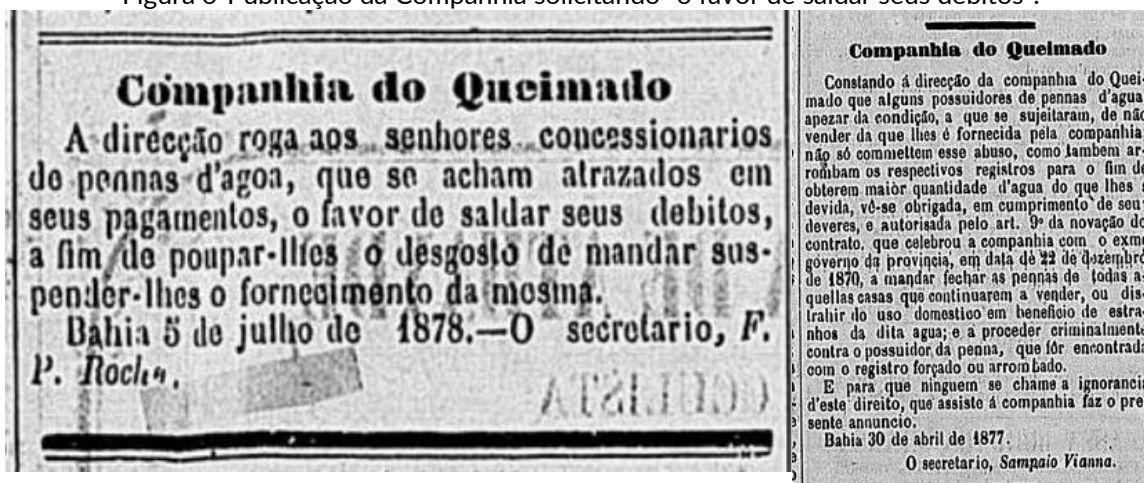 Figura 6-Publicação da Companhia solicitando "o favor de saldar seus débitos".
Companhia do Queimado
A direcção roga aos senhores concessionarios
de pennas d'agoa, que se acham atrazados em
seus pagamentos, o favor de saldar seus debitos,
a fim de poupar-lhes o desgosto de mandar sus-
pender-lhes o fornecimento da mesma.
Bahia 5 de julho de 1878.—O secretario, F.
P. Rocha.
OCULISTA
Companhia do Queimado
Constando á direcção da companhia do Quei-
mado que alguns possuidores de pennas d'agua
apezar da condição, a que se sujeitaram, de não
vender da que lhes é fornecida pela companhia
não só commettem esse abuso, como tambem ar-
rombam os respectivos registros para o fim de
obterem maior quantidade d'agua do que lhes
devida, vê-se obrigada, em cumprimento de seu
deveres, e autorisada pelo art. 9º da novação do
contrato, que celebrou a companhia com o exm
governo da provincia, em data de 22 de dezembro
de 1870, a mandar fechar as pennas de todas a
quellas casas que continuarem a vender, ou dis-
trahir do uso domestico em beneficio de estra-
nhos da dita agua; e a proceder criminalment
contra o possuidor da penna, que fôr encontrada
com o registro forçado ou arrombado.
E para que ninguem se chame a ignorancia
d'este direito, que assiste á companhia faz o pre
sente annuncio.
Bahia 30 de abril de 1877.
O secretario, Sampaio Vianna.